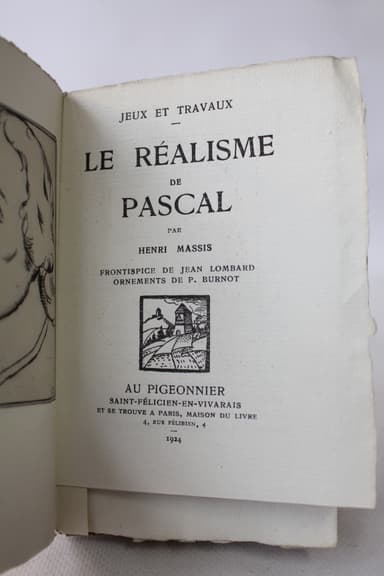 JEUX ET TRAVAUX
LE RÉALISME
DE
PASCAL
PAR
HENRI MASSIS
FRONTISPICE DE JEAN LOMBARD
ORNEMENTS DE P. BURNOT
AU PIGEONNIER
SAINT-FÉLICIEN-EN-VIVARAIS
ET SE TROUVE A PARIS, MAISON DU LIVRE
4, RUE FÉLIBIEN, 4
1924